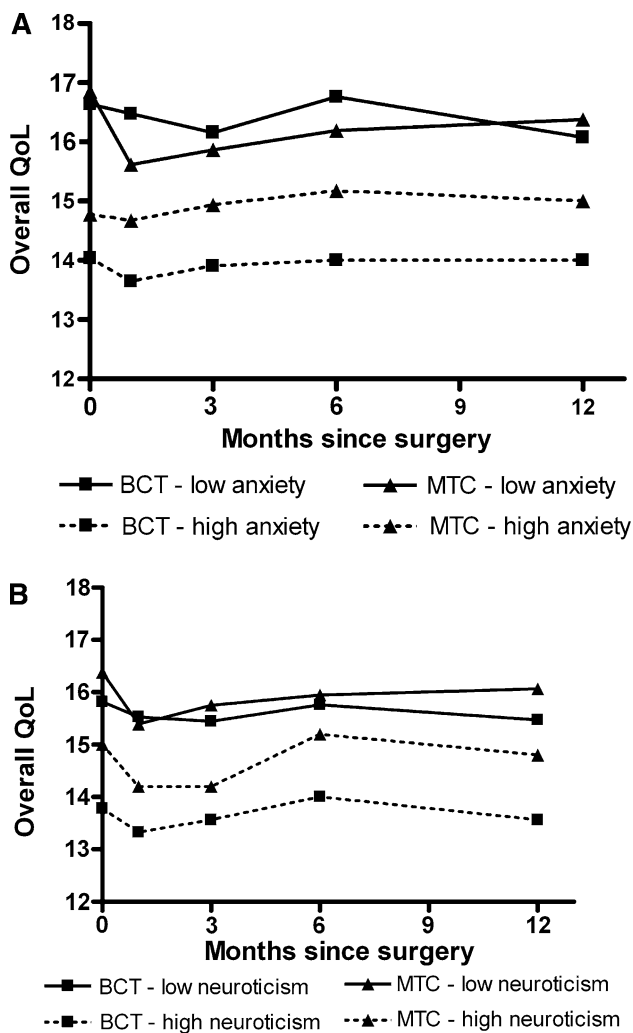 A
18
17
16
15
14
13
12
Overall QoL
0 3 6 9 12
Months since surgery
BCT - low anxiety MTC - low anxiety
BCT - high anxiety MTC - high anxiety
B
18
17
16
15
14
13
12
Overall QoL
0 3 6 9 12
Months since surgery
BCT - low neuroticism MTC - low neuroticism
BCT - high neuroticism MTC - high neuroticism